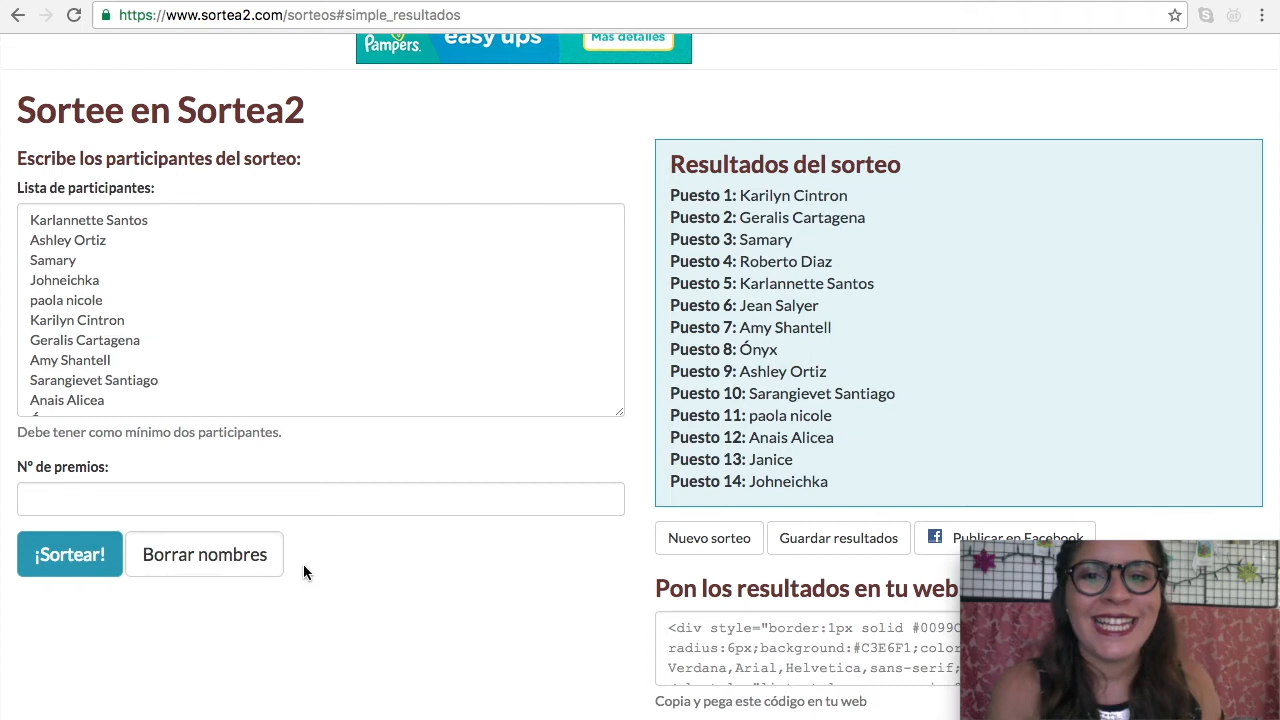 https://www.sortea2.com/sorteos#simple_resultados
Pampers.
easy ups
Más detalles
Sortee en Sortea2
Escribe los participantes del sorteo:
Lista de participantes:
Karlannette Santos
Ashley Ortiz
Samary
Johneichka
paola nicole
Karilyn Cintron
Geralis Cartagena
Amy Shantell
Sarangievet Santiago
Anais Alicea
Debe tener como mínimo dos participantes.
Nº de premios:
¡Sortear!
Borrar nombres
Resultados del sorteo
Puesto 1: Karilyn Cintron
Puesto 2: Geralis Cartagena
Puesto 3: Samary
Puesto 4: Roberto Diaz
Puesto 5: Karlannette Santos
Puesto 6: Jean Salyer
Puesto 7: Amy Shantell
Puesto 8: Ónyx
Puesto 9: Ashley Ortiz
Puesto 10: Sarangievet Santiago
Puesto 11: paola nicole
Puesto 12: Anais Alicea
Puesto 13: Janice
Puesto 14: Johneichka
Nuevo sorteo
Guardar resultados
Publicar en Facebook
Pon los resultados en tu web
<div style="border:1px solid #0099C
radius:6px;background:#C3E6F1;color
Verdana,Arial,Helvetica,sans-serif;
Copia y pega este código en tu web